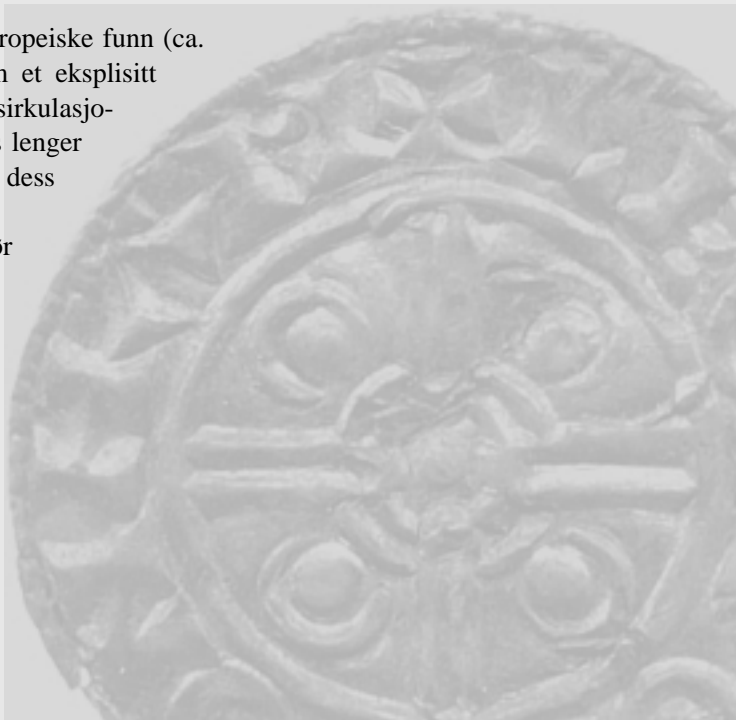 ropeiske funn (ca.
et eksplisitt
sirkulasjo-
lenger
dess